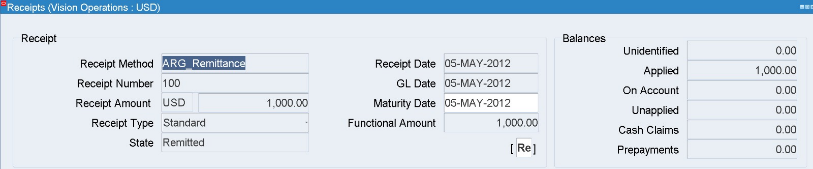 Receipts (Vision Operations : USD)
Receipt
Receipt Method ARG_Remittance
Receipt Number 100
Receipt Amount USD 1,000.00
Receipt Type Standard -
State Remitted
Receipt Date 05-MAY-2012
GL Date 05-MAY-2012
Maturity Date 05-MAY-2012
Functional Amount 1,000.00
[ Re ]
Balances
Unidentified 0.00
Applied 1,000.00
On Account 0.00
Unapplied 0.00
Cash Claims 0.00
Prepayments 0.00